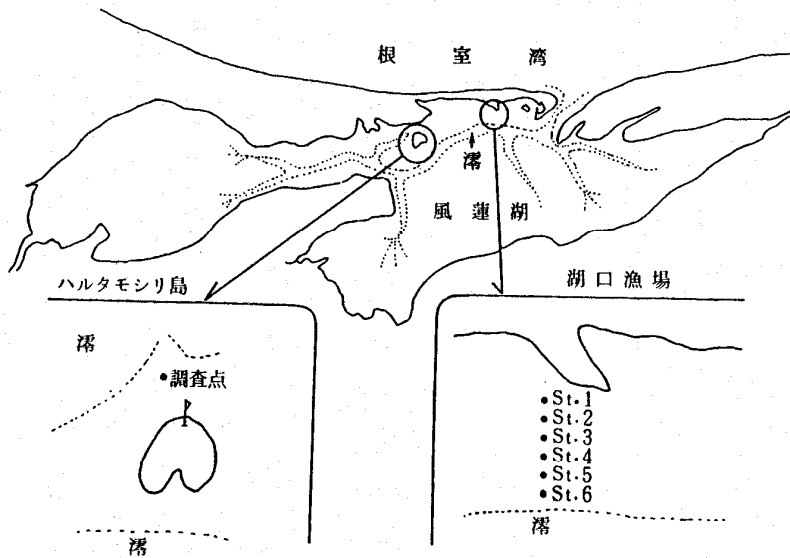 根室湾
澪
風蓮湖
ハルタモシリ島
湖口漁場
澪
•調査点
•St.1
•St.2
•St.3
•St.4
•St.5
•St.6
澪
澪